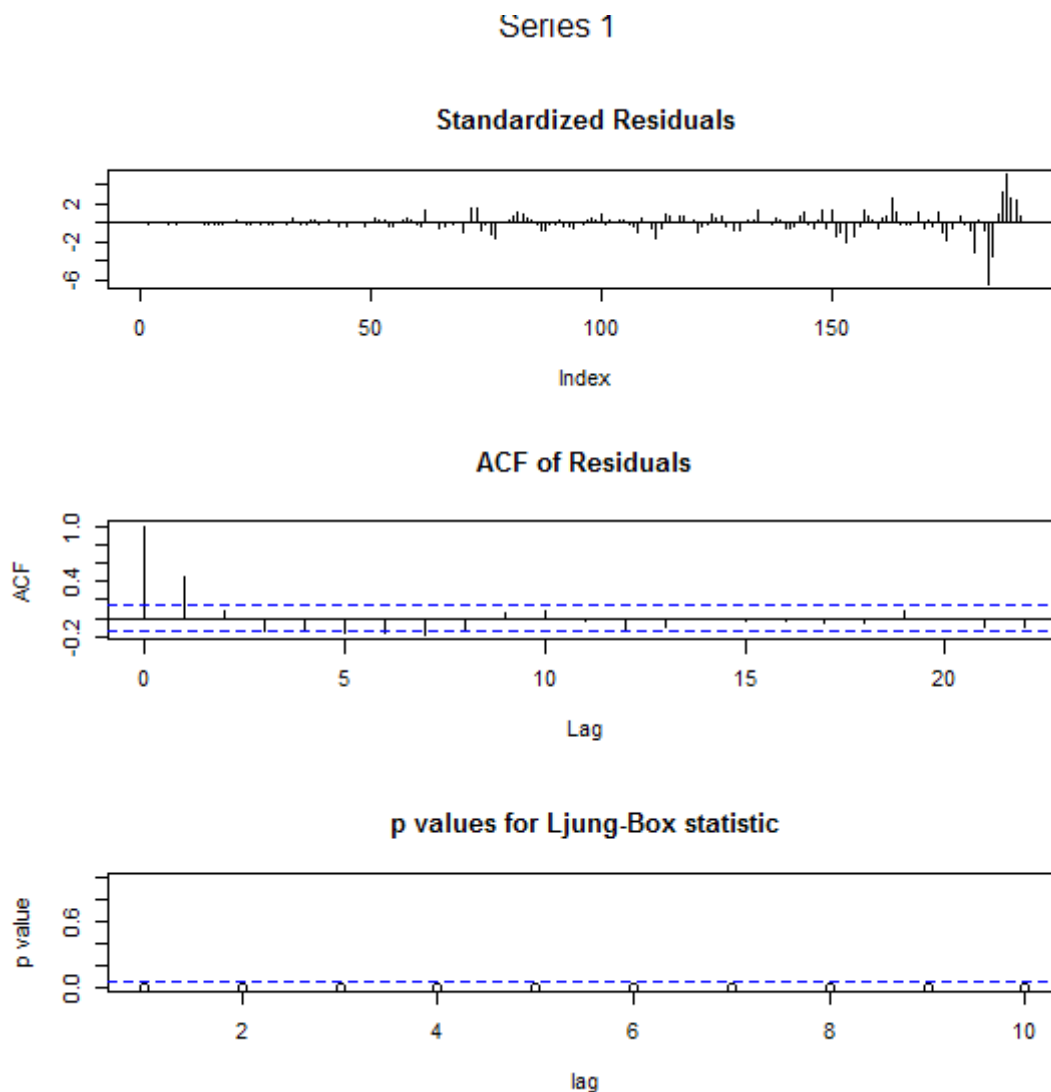 Series 1
Standardized Residuals
2
-2
-6
0 50 100 150
Index
ACF of Residuals
ACF
1.0
0.4
-0.2
0 5 10 15 20
Lag
p values for Ljung-Box statistic
p value
0.6
0.0
2 4 6 8 10
lag